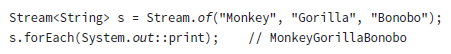 Stream<String> s = Stream.of("Monkey", "Gorilla", "Bonobo");
s.forEach(System.out::print);    // MonkeyGorillaBonobo